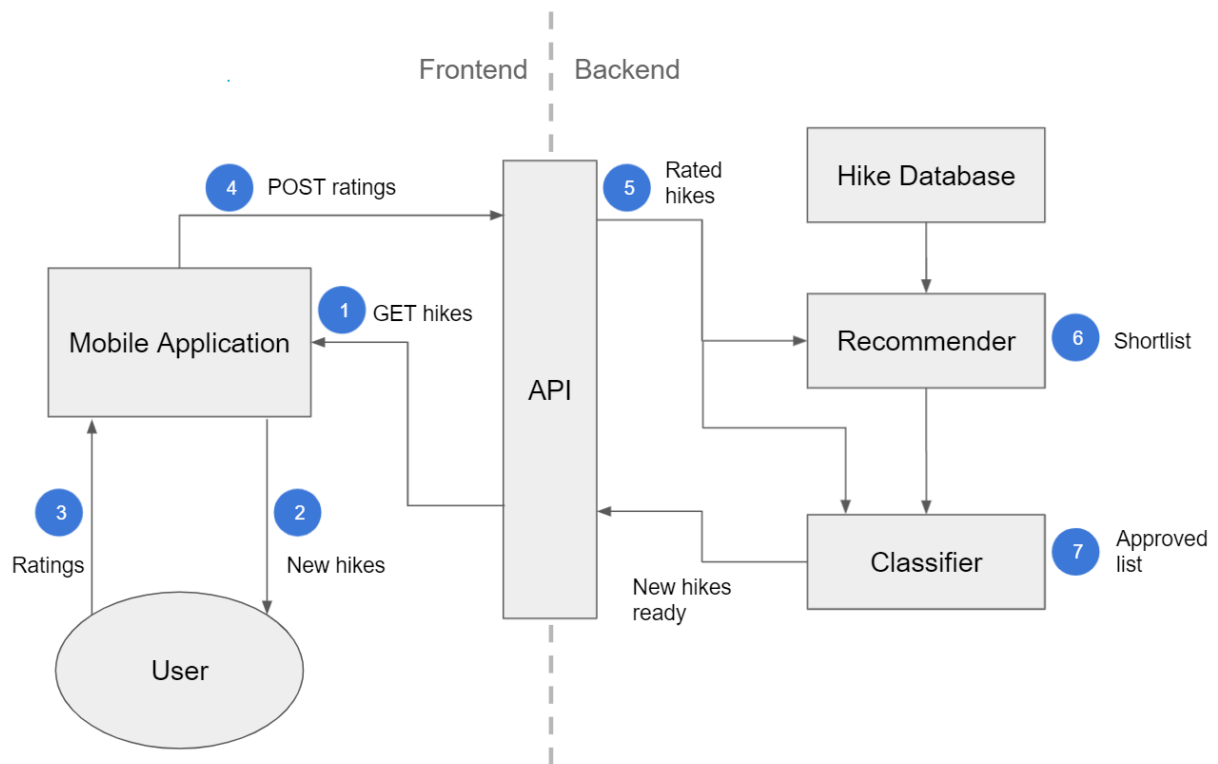 Frontend
Backend
4
POST ratings
5
Rated
hikes
Hike Database
1
GET hikes
Mobile Application
API
Recommender
6
Shortlist
3
Ratings
2
New hikes
Classifier
7
Approved
list
New hikes
ready
User